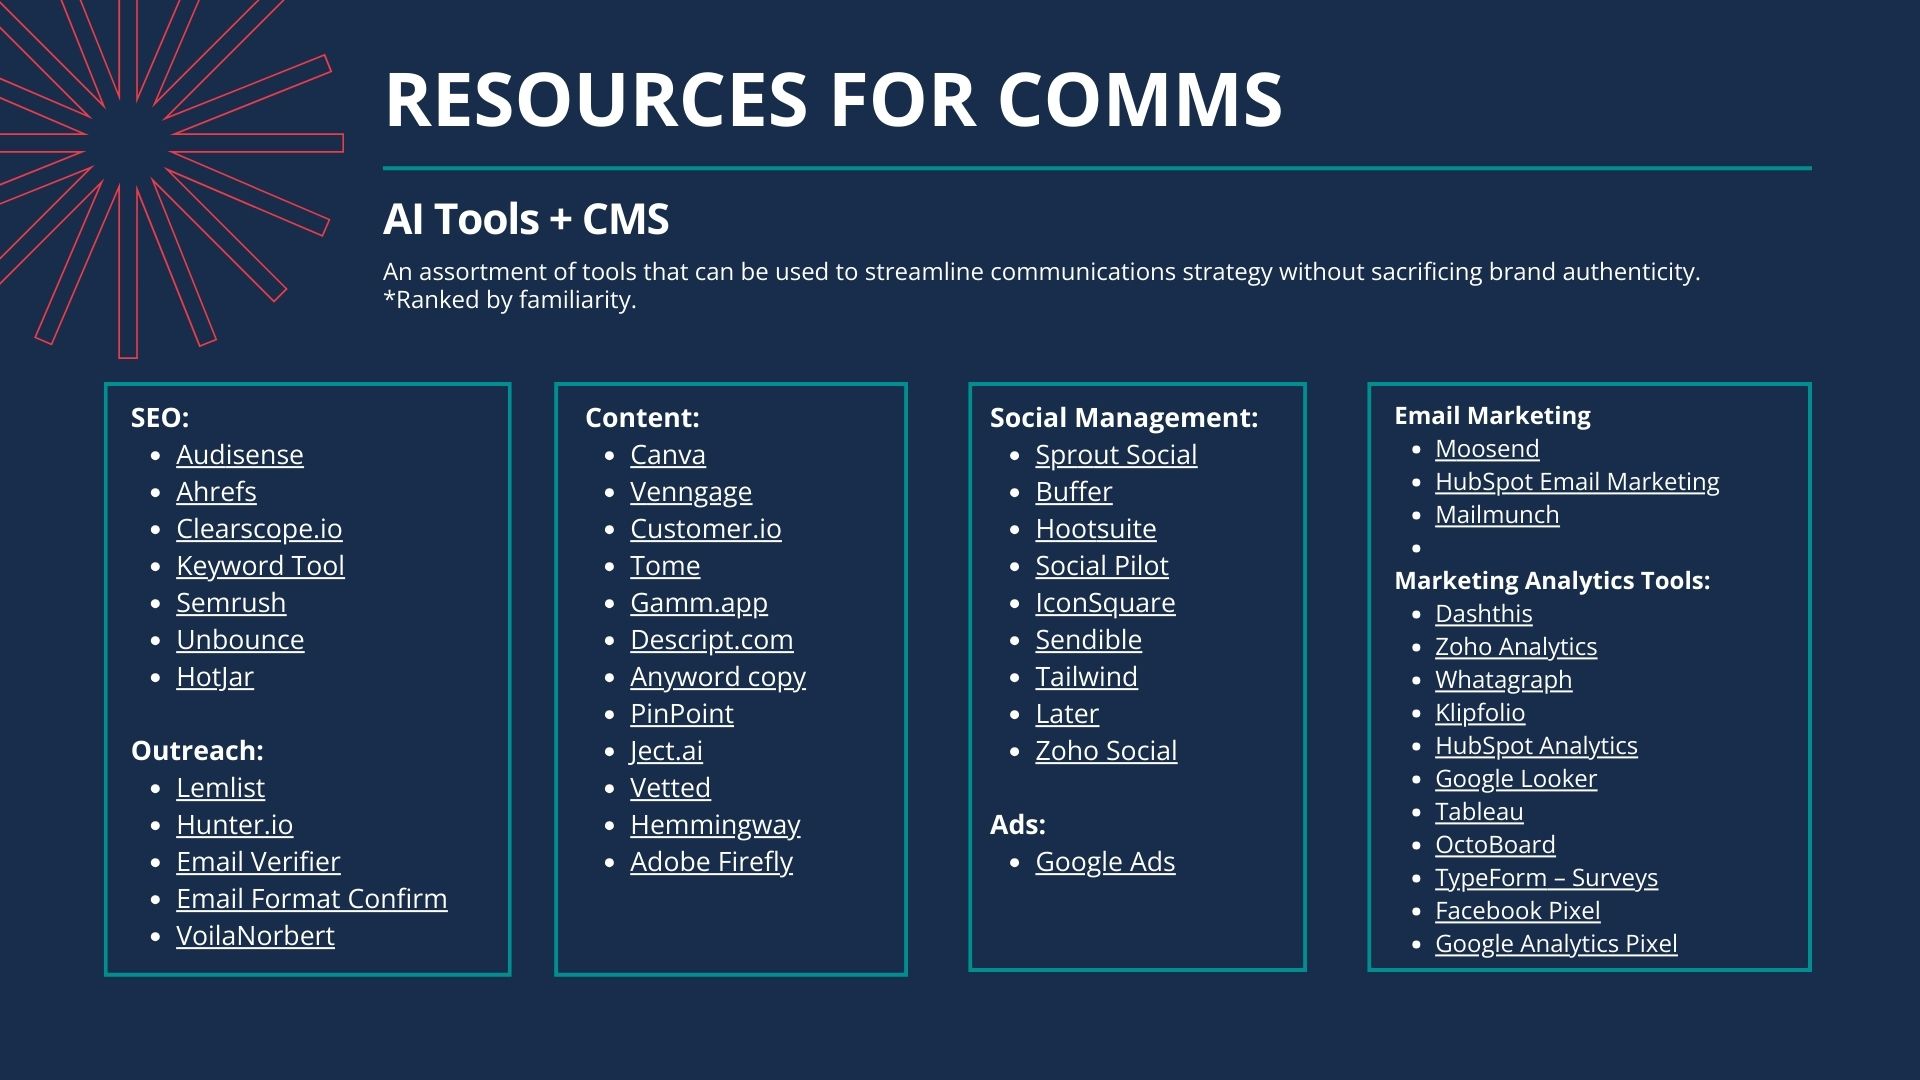 RESOURCES FOR COMMS
AI Tools + CMS
An assortment of tools that can be used to streamline communications strategy without sacrificing brand authenticity.
*Ranked by familiarity.
SEO:
Audisense
Ahrefs
Clearscope.io
Keyword Tool
Semrush
Unbounce
HotJar
Outreach:
Lemlist
Hunter.io
Email Verifier
Email Format Confirm
VoilaNorbert
Content:
Canva
Venngage
Customer.io
Tome
Gamm.app
Descript.com
Anyword copy
PinPoint
Ject.ai
Vetted
Hemmingway
Adobe Firefly
Social Management:
Sprout Social
Buffer
Hootsuite
Social Pilot
IconSquare
Sendible
Tailwind
Later
Zoho Social
Ads:
Google Ads
Email Marketing
Moosend
HubSpot Email Marketing
Mailmunch
Marketing Analytics Tools:
Dashthis
Zoho Analytics
Whatagraph
Klipfolio
HubSpot Analytics
Google Looker
Tableau
OctoBoard
TypeForm – Surveys
Facebook Pixel
Google Analytics Pixel